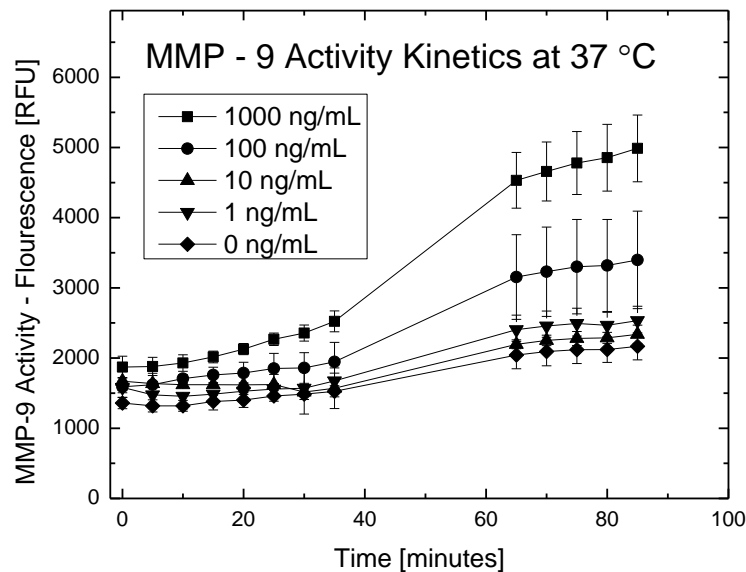 MMP - 9 Activity Kinetics at 37 °C
1000 ng/mL
100 ng/mL
10 ng/mL
1 ng/mL
0 ng/mL
MMP-9 Activity - Flourescence [RFU]
6000
5000
4000
3000
2000
1000
0
0 20 40 60 80 100
Time [minutes]